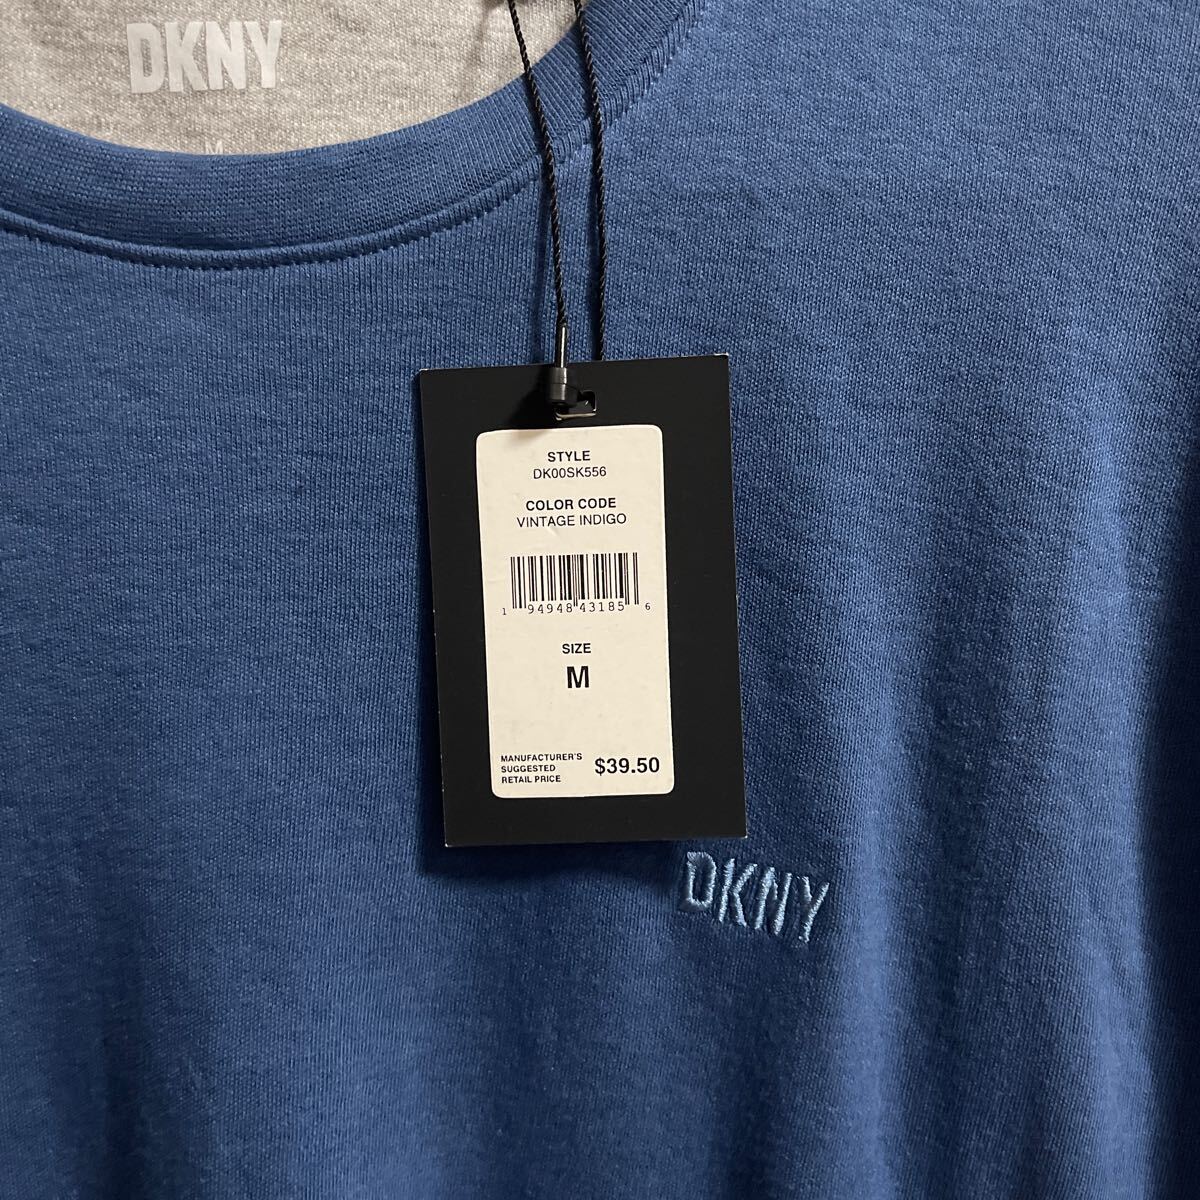 DKNY
M
STYLE
DK00SK556
COLOR CODE
VINTAGE INDIGO
1 94948 43185 6
SIZE
M
MANUFACTURER'S
SUGGESTED
RETAIL PRICE
$39.50
DKNY